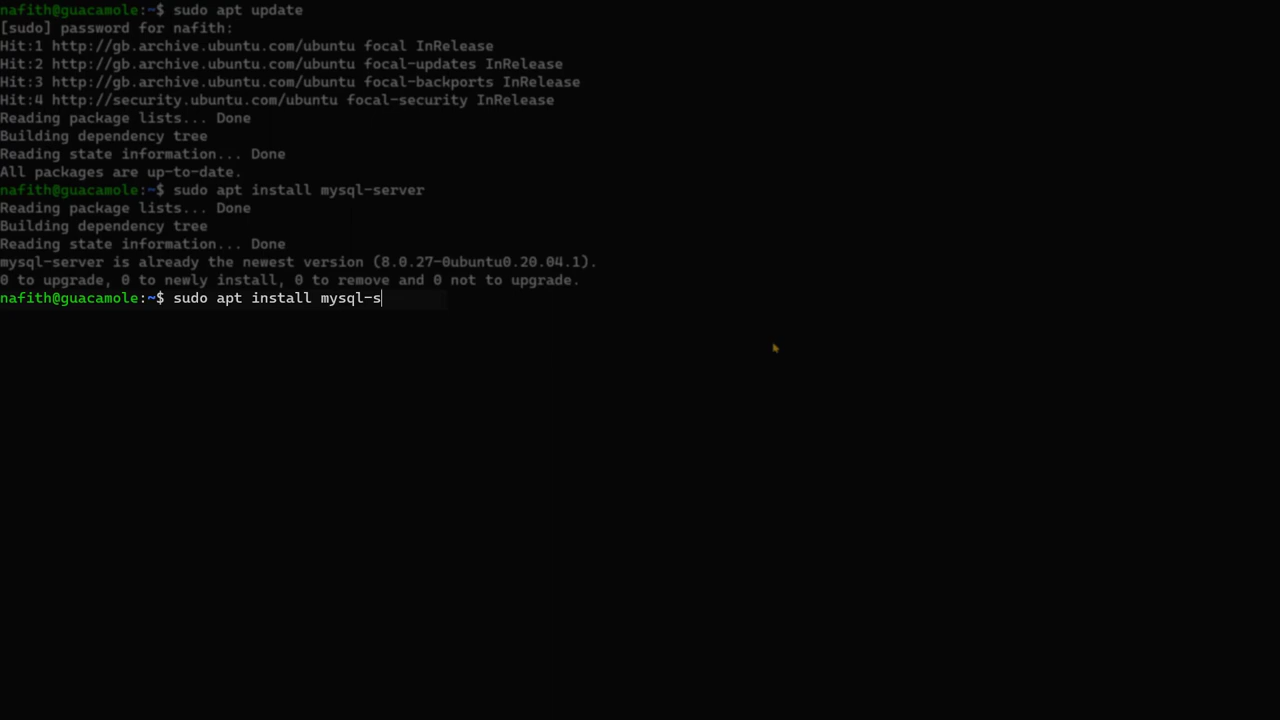 nafith@guacamole:~$ sudo apt update
[sudo] password for nafith:
Hit:1 http://gb.archive.ubuntu.com/ubuntu focal InRelease
Hit:2 http://gb.archive.ubuntu.com/ubuntu focal-updates InRelease
Hit:3 http://gb.archive.ubuntu.com/ubuntu focal-backports InRelease
Hit:4 http://security.ubuntu.com/ubuntu focal-security InRelease
Reading package lists... Done
Building dependency tree
Reading state information... Done
All packages are up-to-date.
nafith@guacamole:~$ sudo apt install mysql-server
Reading package lists... Done
Building dependency tree
Reading state information... Done
mysql-server is already the newest version (8.0.27-0ubuntu0.20.04.1).
0 to upgrade, 0 to newly install, 0 to remove and 0 not to upgrade.
nafith@guacamole:~$ sudo apt install mysql-s